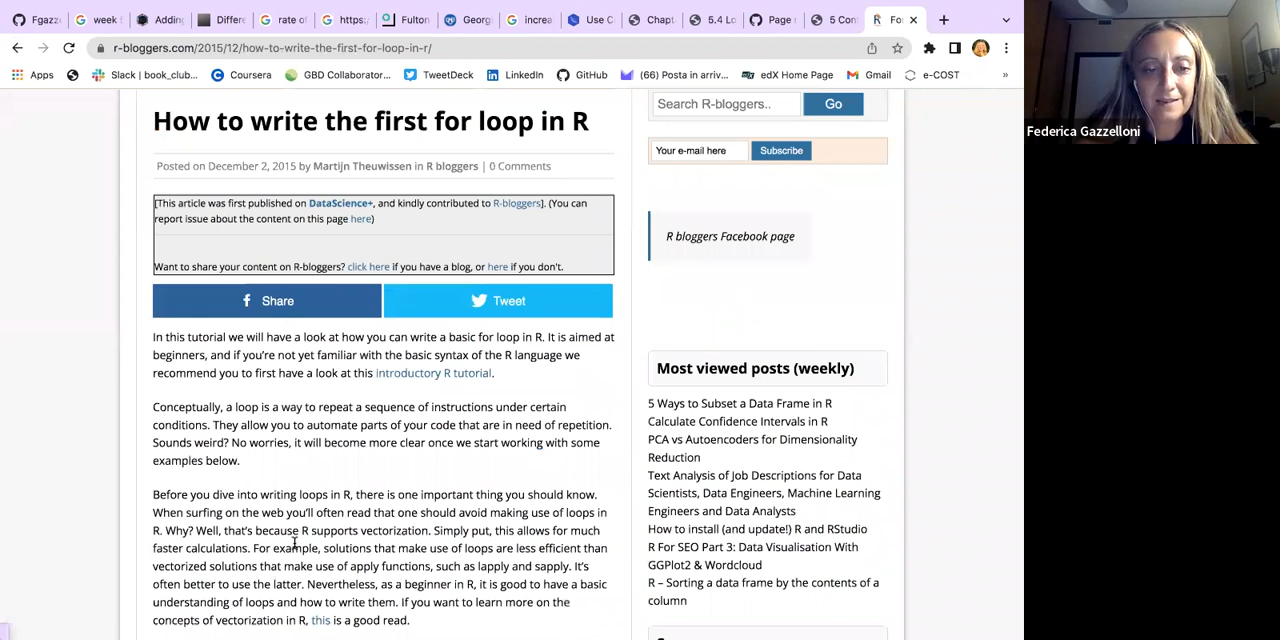 Fgazz
week
Addin
Differe
rate of
https:
Fulton
Georgi
increa
Use C
Chapt
5.4 Lo
Page n
5 Con
For
r-bloggers.com/2015/12/how-to-write-the-first-for-loop-in-r/
Apps
Slack | book_club...
Coursera
GBD Collaborator...
TweetDeck
LinkedIn
GitHub
(66) Posta in arriv...
edX Home Page
Gmail
e-COST
»
Federica Gazzelloni
How to write the first for loop in R
Posted on December 2, 2015 by Martijn Theuwissen in R bloggers | 0 Comments
[This article was first published on DataScience+, and kindly contributed to R-bloggers]. (You can
report issue about the content on this page here)
Want to share your content on R-bloggers? click here if you have a blog, or here if you don't.
Share
Tweet
In this tutorial we will have a look at how you can write a basic for loop in R. It is aimed at
beginners, and if you're not yet familiar with the basic syntax of the R language we
recommend you to first have a look at this introductory R tutorial.
Conceptually, a loop is a way to repeat a sequence of instructions under certain
conditions. They allow you to automate parts of your code that are in need of repetition.
Sounds weird? No worries, it will become more clear once we start working with some
examples below.
Before you dive into writing loops in R, there is one important thing you should know.
When surfing on the web you'll often read that one should avoid making use of loops in
R. Why? Well, that's because R supports vectorization. Simply put, this allows for much
faster calculations. For example, solutions that make use of loops are less efficient than
vectorized solutions that make use of apply functions, such as lapply and sapply. It's
often better to use the latter. Nevertheless, as a beginner in R, it is good to have a basic
understanding of loops and how to write them. If you want to learn more on the
concepts of vectorization in R, this is a good read.
Search R-bloggers..
Go
Your e-mail here
Subscribe
R bloggers Facebook page
Most viewed posts (weekly)
5 Ways to Subset a Data Frame in R
Calculate Confidence Intervals in R
PCA vs Autoencoders for Dimensionality
Reduction
Text Analysis of Job Descriptions for Data
Scientists, Data Engineers, Machine Learning
Engineers and Data Analysts
How to install (and update!) R and RStudio
R For SEO Part 3: Data Visualisation With
GGPlot2 & Wordcloud
R – Sorting a data frame by the contents of a
column